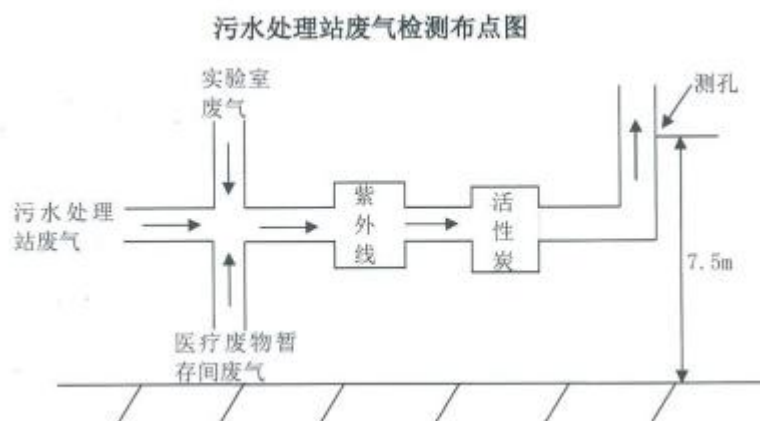 污水处理站废气检测布点图
实验室
废气
测孔
污水处理
站废气
紫
外
线
活
性
炭
7.5m
医疗废物暂
存间废气